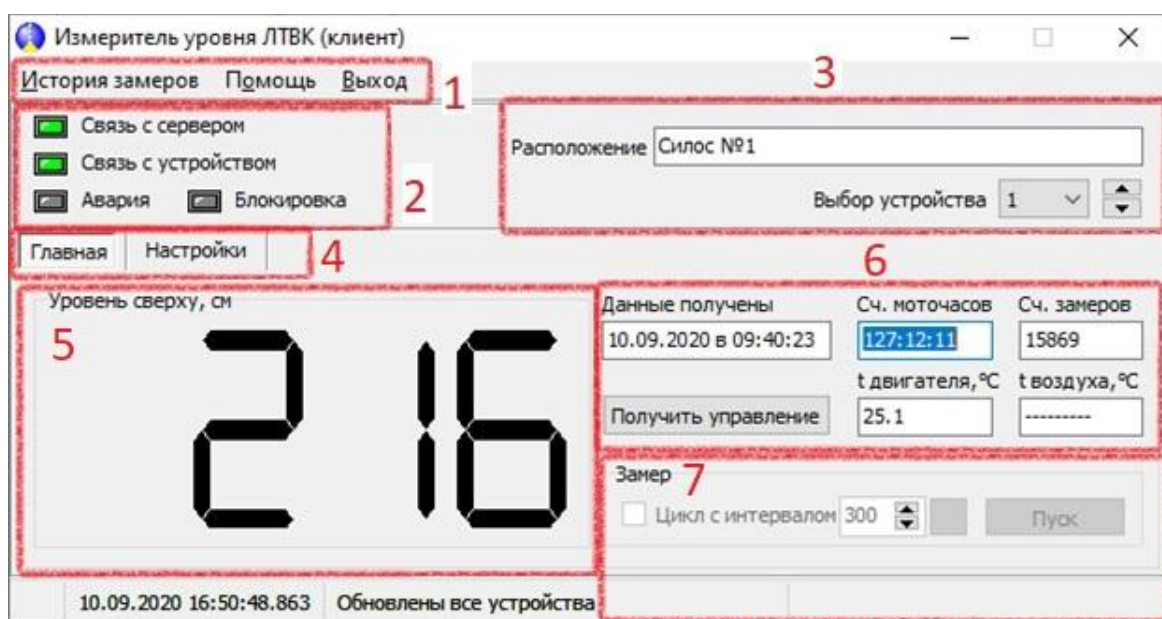 Измеритель уровня ЛТВК (клиент)
История замеров Помощь Выход
1
3
Связь с сервером
Связь с устройством
Авария Блокировка
2
Расположение Силос №1
Выбор устройства 1
Главная Настройки
4
6
Уровень сверху, см
5
216
Данные получены Сч. моточасов Сч. замеров
10.09.2020 в 09:40:23 127:12:11 15869
t двигателя,°C t воздуха,°C
Получить управление 25.1 ---------
Замер 7
Цикл с интервалом 300 Пуск
10.09.2020 16:50:48.863 Обновлены все устройства